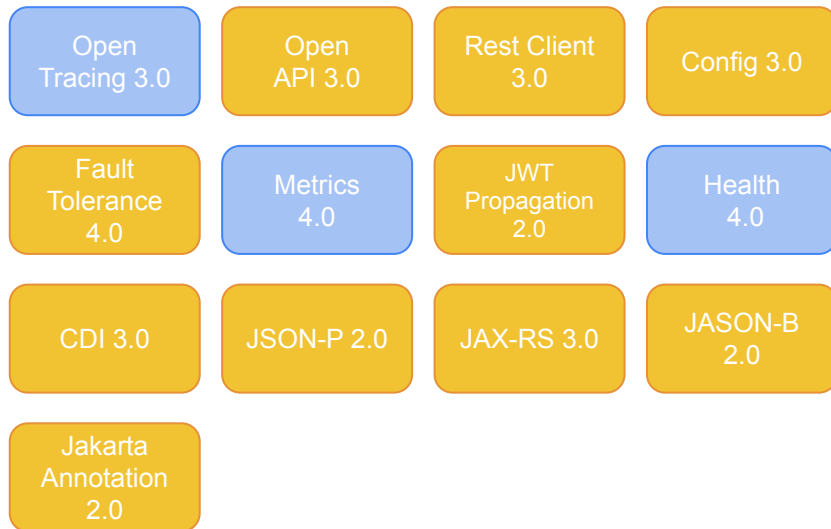 Open
Tracing 3.0
Open
API 3.0
Rest Client
3.0
Config 3.0
Fault
Tolerance
4.0
Metrics
4.0
JWT
Propagation
2.0
Health
4.0
CDI 3.0
JSON-P 2.0
JAX-RS 3.0
JASON-B
2.0
Jakarta
Annotation
2.0